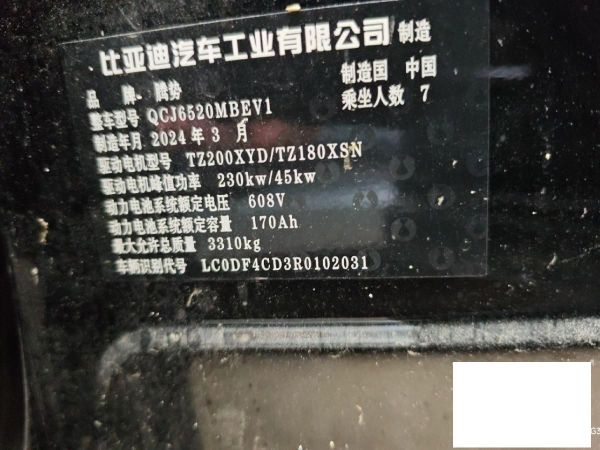 比亚迪汽车工业有限公司 制造
制造国 中国
品 牌 腾势
乘坐人数 7
整车型号 QCJ6520MBEV1
制造年月 2024 年 3 月
驱动电机型号 TZ200XYD/TZ180XSN
驱动电机峰值功率 230kw/45kw
动力电池系统额定电压 608V
动力电池系统额定容量 170Ah
最大允许总质量 3310kg
车辆识别代号 LC0DF4CD3R0102031
G3